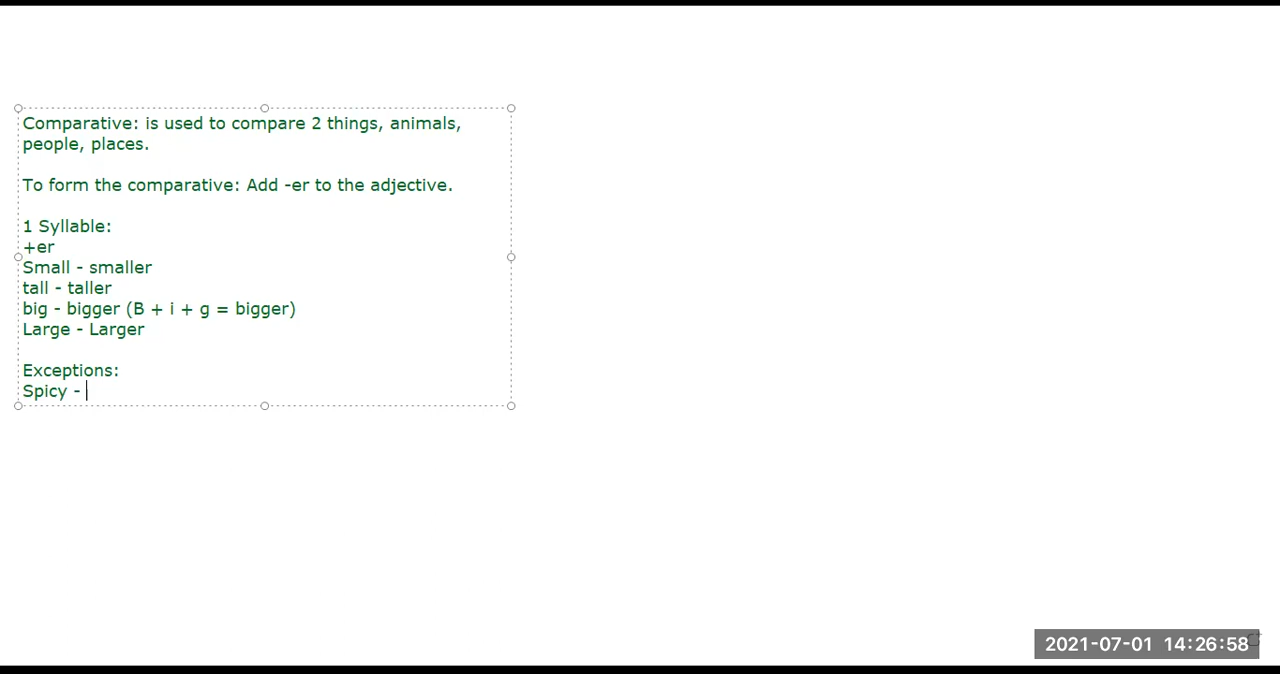 Comparative: is used to compare 2 things, animals,
people, places.
To form the comparative: Add -er to the adjective.
1 Syllable:
+er
Small - smaller
tall - taller
big - bigger (B + i + g = bigger)
Large - Larger
Exceptions:
Spicy -
2021-07-01 14:26:58